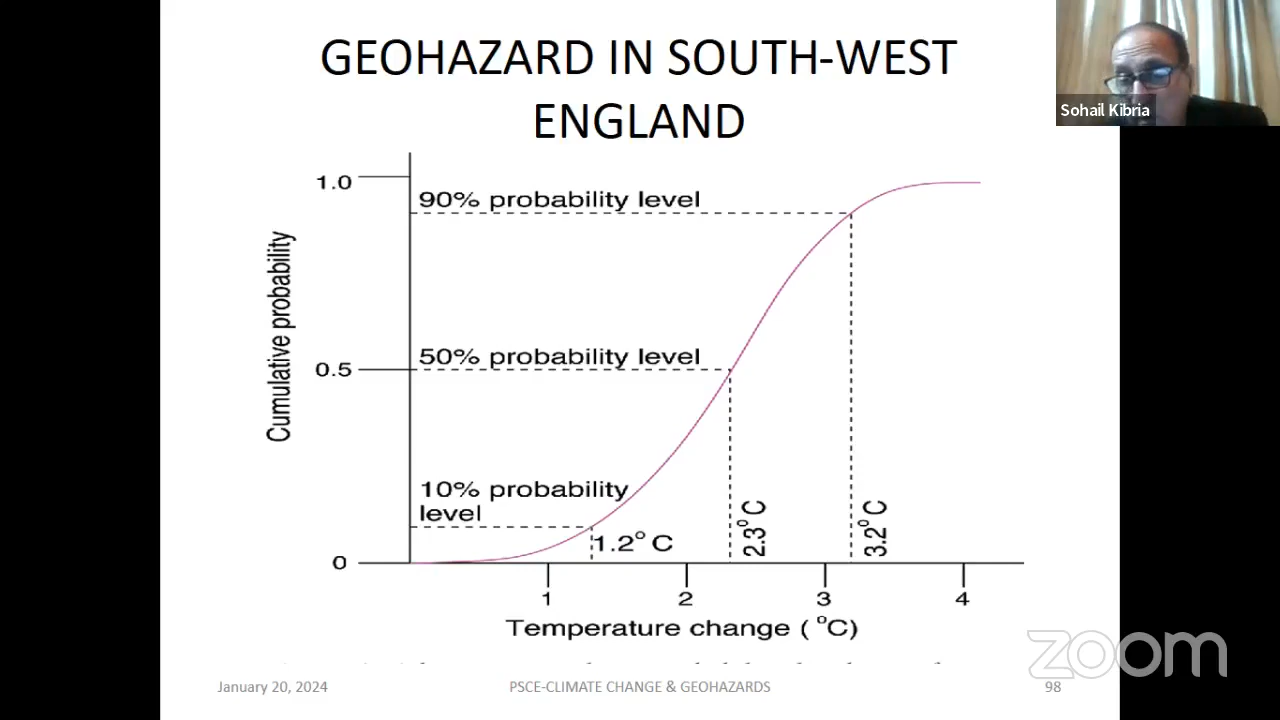 GEOHAZARD IN SOUTH-WEST
ENGLAND
Sohail Kibria
1.0
90% probability level
Cumulative probability
50% probability level
0.5
10% probability
level
1.2°C
2.3°C
3.2°C
0
1
2
3
4
Temperature change (°C)
zoom
January 20, 2024
PSCE-CLIMATE CHANGE & GEOHAZARDS
98